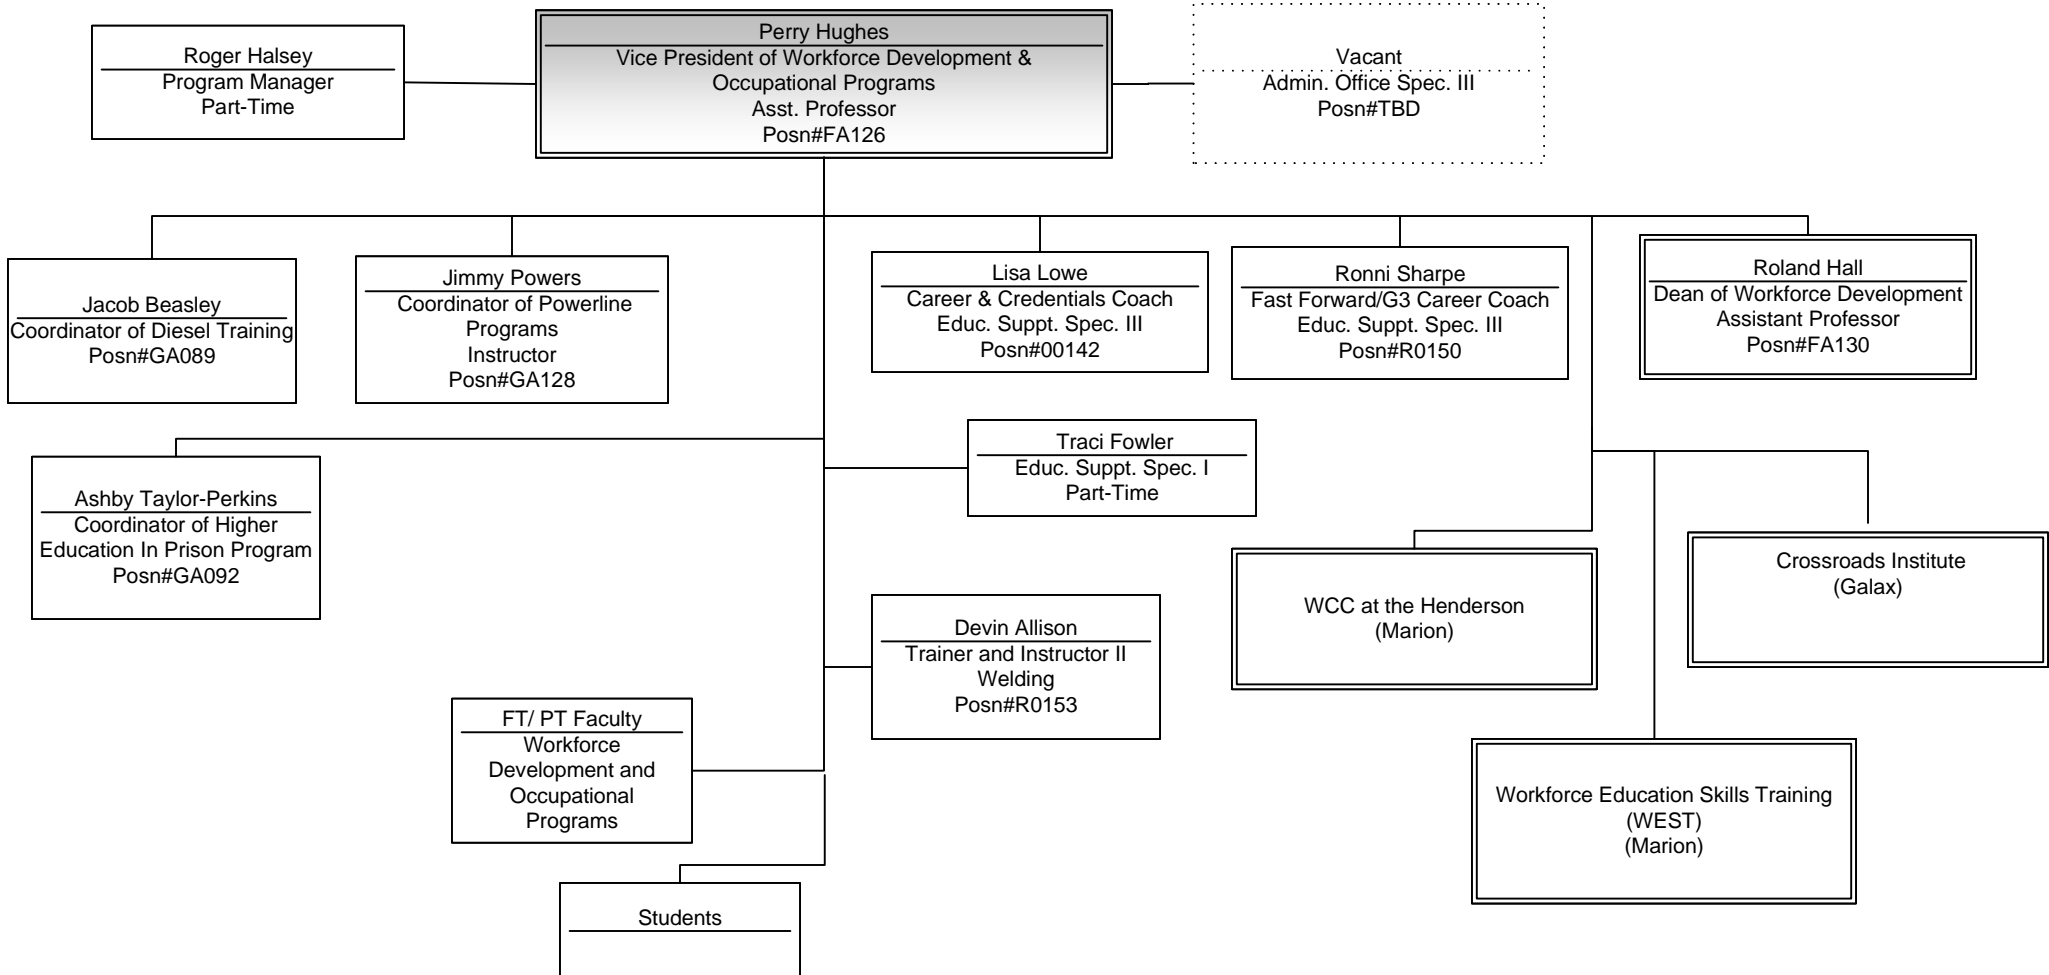 Roger Halsey
Program Manager
Part-Time
Perry Hughes
Vice President of Workforce Development &
Occupational Programs
Asst. Professor
Posn#FA126
Vacant
Admin. Office Spec. III
Posn#TBD
Jacob Beasley
Coordinator of Diesel Training
Posn#GA089
Jimmy Powers
Coordinator of Powerline
Programs
Instructor
Posn#GA128
Lisa Lowe
Career & Credentials Coach
Educ. Suppt. Spec. III
Posn#00142
Ronni Sharpe
Fast Forward/G3 Career Coach
Educ. Suppt. Spec. III
Posn#R0150
Roland Hall
Dean of Workforce Development
Assistant Professor
Posn#FA130
Ashby Taylor-Perkins
Coordinator of Higher
Education In Prison Program
Posn#GA092
Traci Fowler
Educ. Suppt. Spec. I
Part-Time
WCC at the Henderson
(Marion)
Crossroads Institute
(Galax)
Devin Allison
Trainer and Instructor II
Welding
Posn#R0153
FT/ PT Faculty
Workforce
Development and
Occupational
Programs
Workforce Education Skills Training
(WEST)
(Marion)
Students